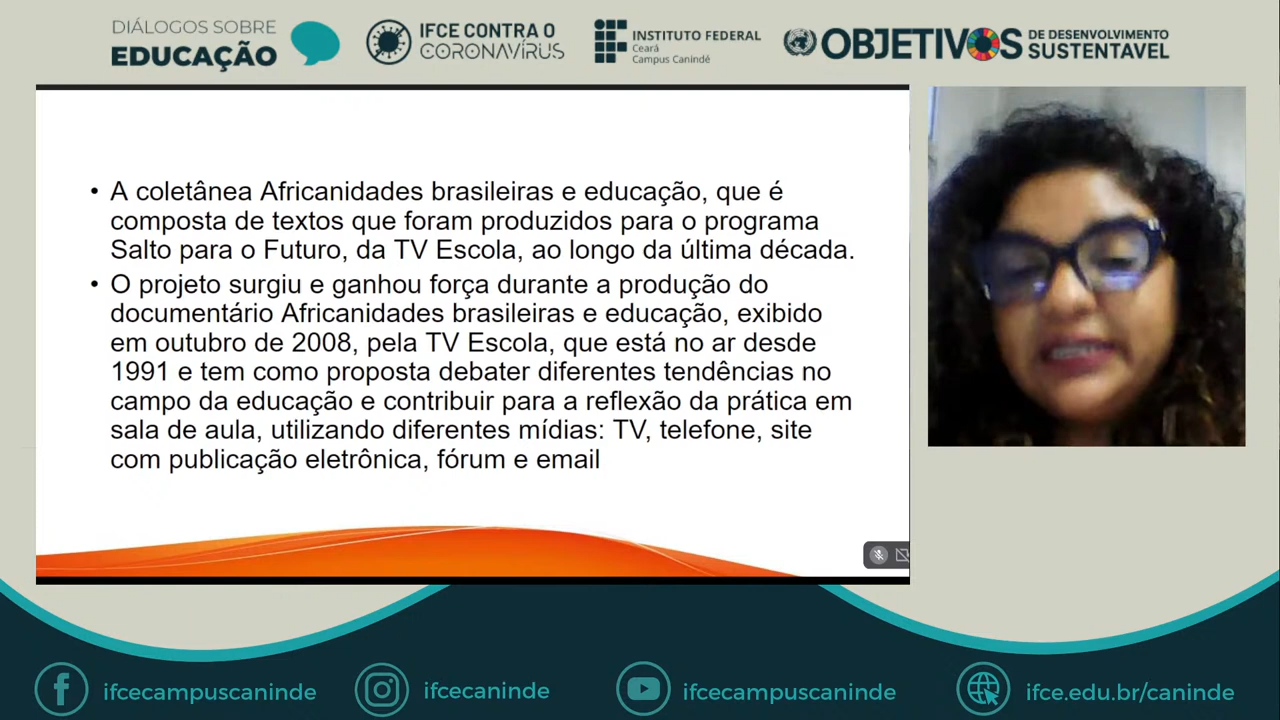 DIÁLOGOS SOBRE
EDUCAÇÃO
IFCE CONTRA O
CORONAVÍRUS
INSTITUTO FEDERAL
Ceará
Campus Canindé
OBJETIVOS
DE DESENVOLVIMENTO
SUSTENTAVEL
• A coletânea Africanidades brasileiras e educação, que é
composta de textos que foram produzidos para o programa
Salto para o Futuro, da TV Escola, ao longo da última década.
• O projeto surgiu e ganhou força durante a produção do
documentário Africanidades brasileiras e educação, exibido
em outubro de 2008, pela TV Escola, que está no ar desde
1991 e tem como proposta debater diferentes tendências no
campo da educação e contribuir para a reflexão da prática em
sala de aula, utilizando diferentes mídias: TV, telefone, site
com publicação eletrônica, fórum e email
ifcecampuscaninde
ifcecaninde
ifcecampuscaninde
ifce.edu.br/caninde